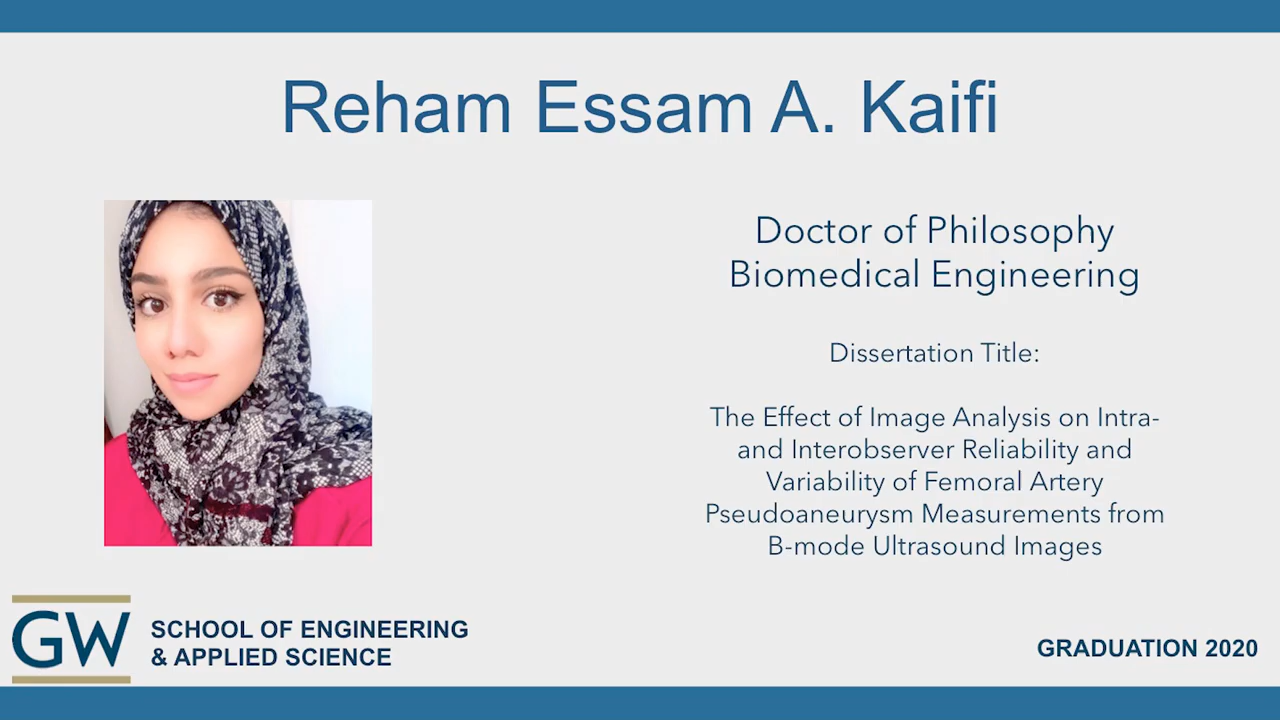 Reham Essam A. Kaifi
Doctor of Philosophy
Biomedical Engineering
Dissertation Title:
The Effect of Image Analysis on Intra-
and Interobserver Reliability and
Variability of Femoral Artery
Pseudoaneurysm Measurements from
B-mode Ultrasound Images
GW
SCHOOL OF ENGINEERING
& APPLIED SCIENCE
GRADUATION 2020